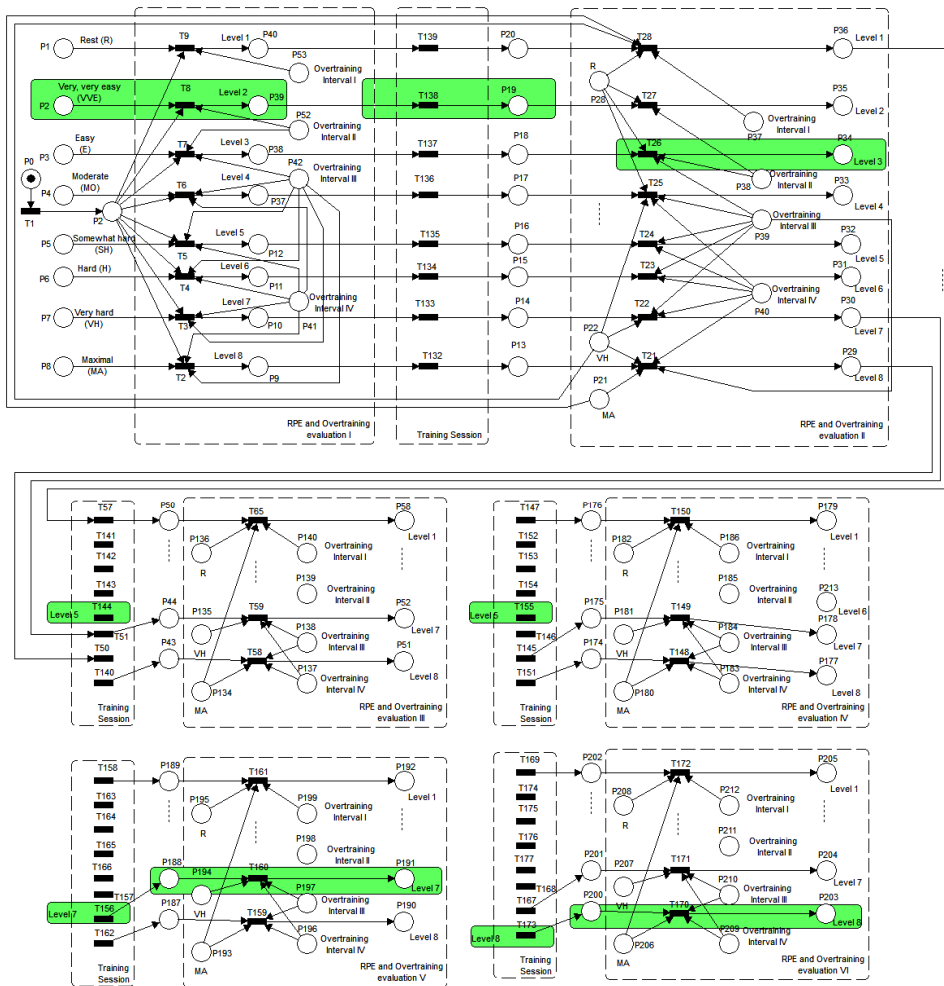 T9 Level 1 P40 T139 P20 T28 P36 Level 1
P1 Rest (R) P53 R
Overtraining
Interval I
Very, very easy
(VVE)
P2 T8 Level 2 P39 T138 P19 P28 T27 P35 Level 2
P52
Overtraining
Interval II
P37
Overtraining
Interval I
Easy
(E)
P3 T7 Level 3 P38 T137 P18 T26 P34 Level 3
P42
Overtraining
Interval III
P38
Overtraining
Interval II
P0
T1
P2
Moderate
(MO)
P4 T6 Level 4 P37 T136 P17 T25 P33 Level 4
Overtraining
Interval III
P39
P5 Somewhat hard
(SH)
T5 Level 5 P12 T135 P16 T24 P32 Level 5
P6 Hard (H) T4 Level 6 P11 T134 P15 T23 P31 Level 6
Overtraining
Interval IV
P41
Overtraining
Interval IV
P40
P7 Very hard
(VH)
T3 Level 7 P10 T133 P14 T22 P30 Level 7
P22
VH
P8 Maximal
(MA)
T2 Level 8 P9 T132 P13 T21 P29 Level 8
P21
MA
RPE and Overtraining
evaluation I
Training Session
RPE and Overtraining
evaluation II
T57 P50 T65 P58 Level 1
T141
T142
T143
P136
R
P140
Overtraining
Interval I
P139
Overtraining
Interval II
Level 5 T144 P44 P135 T59 P52 Level 7
T51
VH
P138
Overtraining
Interval III
T50 P43 T58 P51 Level 8
T140
P134
MA
P137
Overtraining
Interval IV
Training
Session
RPE and Overtraining
evaluation III
T147 P176 T150 P179 Level 1
T152
T153
T154
P182
R
P186
Overtraining
Interval I
P185
Overtraining
Interval II
P213
Level 6
Level 5 T155 P175 P181 T149 P178 Level 7
T146
VH
P184
Overtraining
Interval III
T145 P174 T148 P177 Level 8
T151
P180
MA
P183
Overtraining
Interval IV
Training
Session
RPE and Overtraining
evaluation IV
T158 P189 T161 P192 Level 1
T163
T164
T165
P195
R
P199
Overtraining
Interval I
P198
Overtraining
Interval II
T166 P188 P194 T160 P191 Level 7
T157
VH
P197
Overtraining
Interval III
Level 7 T156 P187 T159 P190 Level 8
T162
P193
MA
P196
Overtraining
Interval IV
Training
Session
RPE and Overtraining
evaluation V
T169 P202 T172 P205 Level 1
T174
T175
T176
P208
R
P212
Overtraining
Interval I
P211
Overtraining
Interval II
T177 P201 P207 T171 P204 Level 7
T168
VH
P210
Overtraining
Interval III
T167 P200 T170 P203 Level 8
Level 8 T173
P206
MA
P209
Overtraining
Interval IV
Training
Session
RPE and Overtraining
evaluation VI